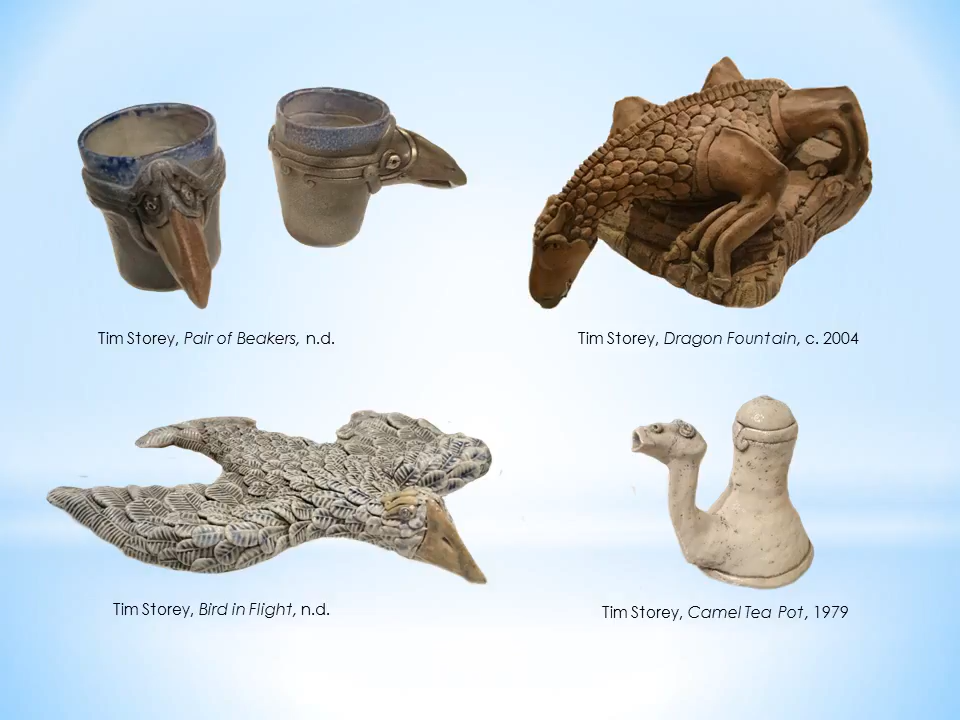 Tim Storey, Pair of Beakers, n.d.
Tim Storey, Dragon Fountain, c. 2004
Tim Storey, Bird in Flight, n.d.
Tim Storey, Camel Tea Pot, 1979